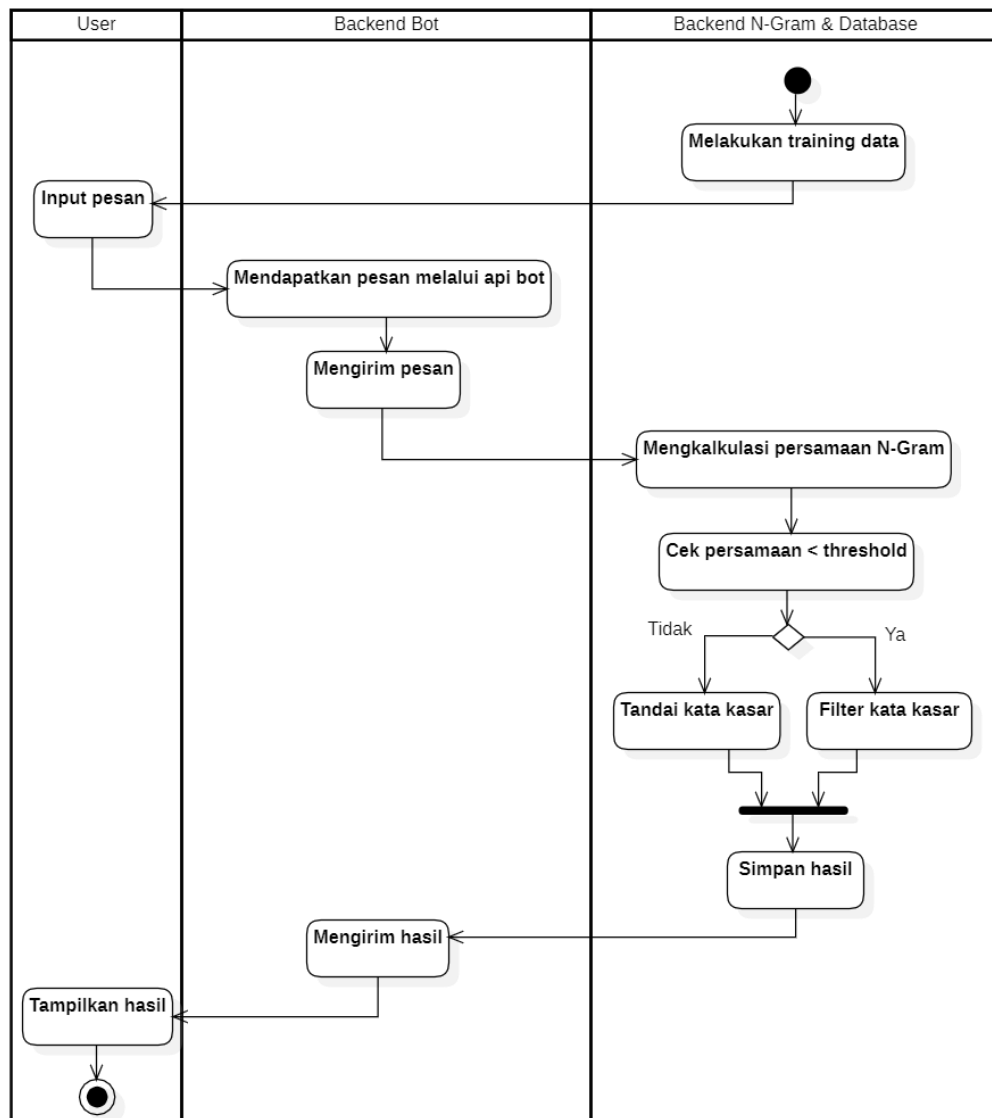 User
Backend Bot
Backend N-Gram & Database
Melakukan training data
Input pesan
Mendapatkan pesan melalui api bot
Mengirim pesan
Mengkalkulasi persamaan N-Gram
Cek persamaan < threshold
Tidak
Ya
Tandai kata kasar
Filter kata kasar
Simpan hasil
Mengirim hasil
Tampilkan hasil